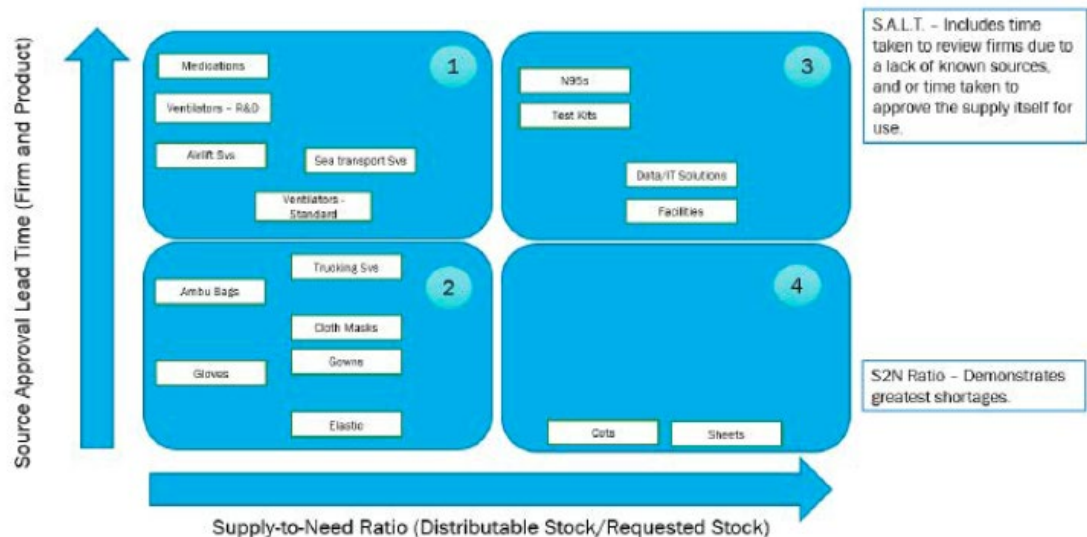 Source Approval Lead Time (Firm and Product)
1
Medications
Ventilators – R&D
Airlift Svs
Sea transport Svs
Ventilators -
Standard
3
N95s
Test Kits
Data/IT Solutions
Facilities
2
Trucking Svs
Ambu Bags
Cloth Masks
Gowns
Gloves
Elastic
4
Cots
Sheets
Supply-to-Need Ratio (Distributable Stock/Requested Stock)
S.A.L.T. – Includes time
taken to review firms due to
a lack of known sources,
and or time taken to
approve the supply itself for
use.
S2N Ratio – Demonstrates
greatest shortages.